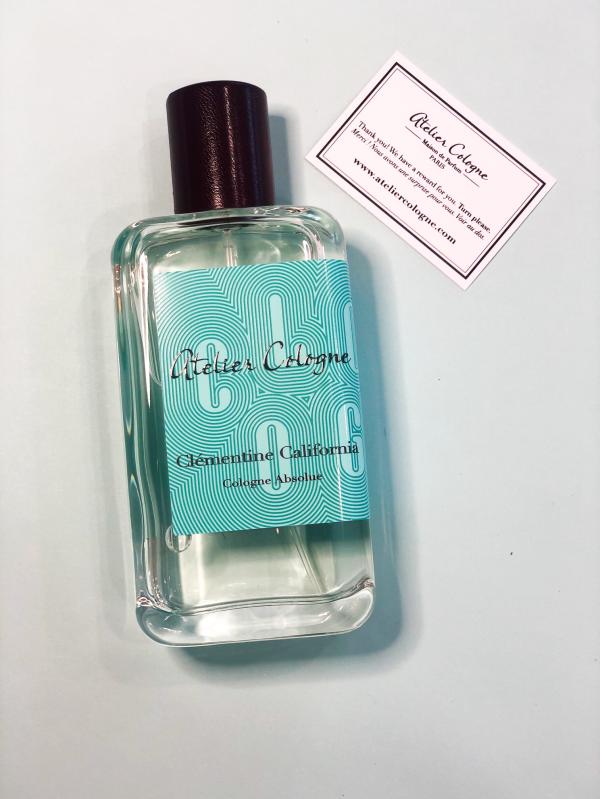 Atelier Cologne
Clémentine California
Cologne Absolue
Atelier Cologne
Maison de Parfum
PARIS
Thank you! We have a reward for you. Turn please.
Merci ! Nous avons une surprise pour vous. Voir au dos.
www.ateliercologne.com